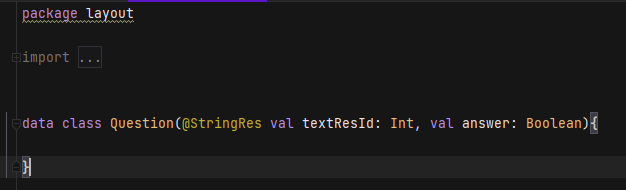 package layout
import ...
data class Question(@StringRes val textResId: Int, val answer: Boolean){
}